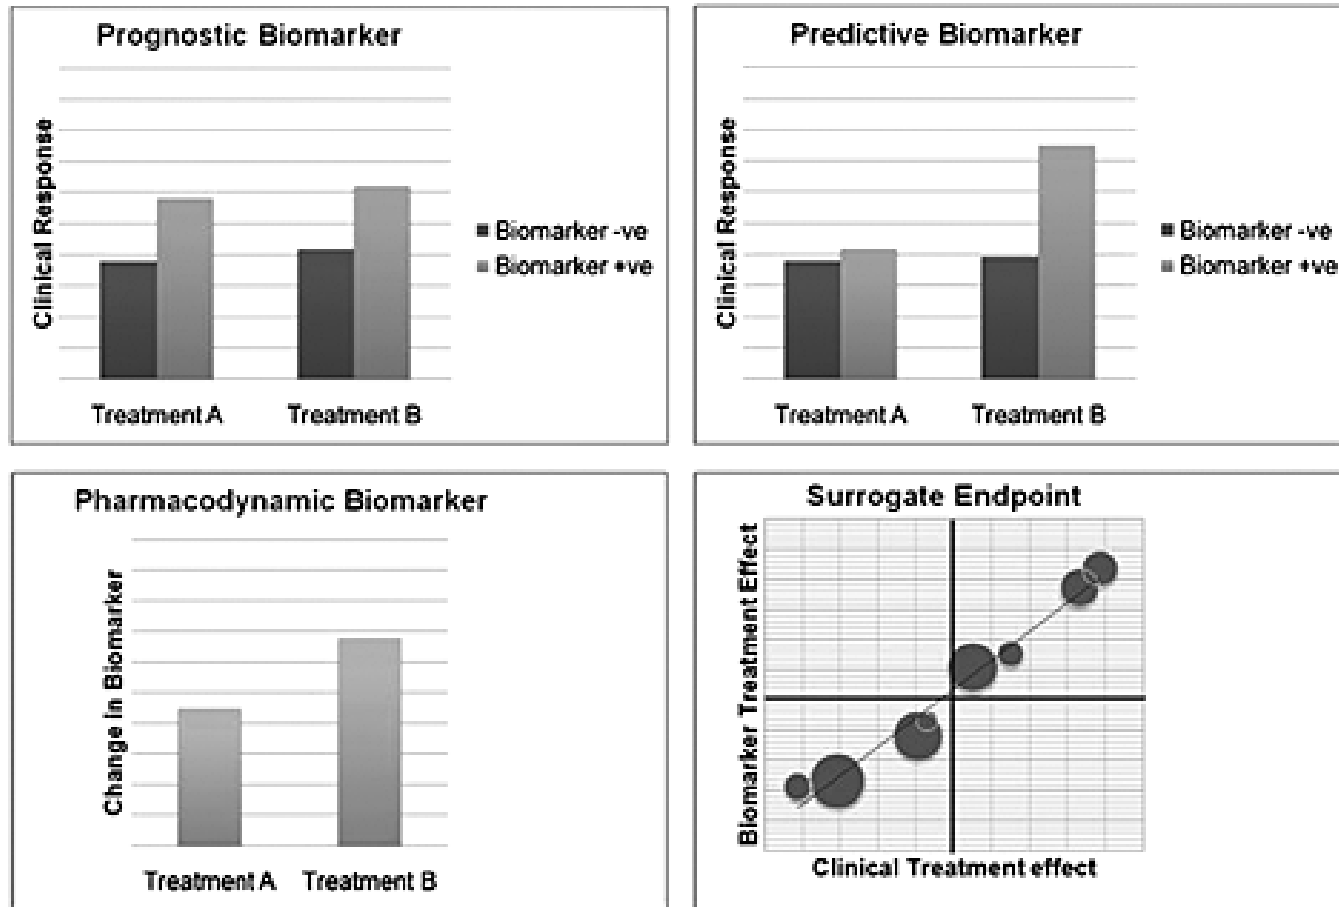 Prognostic Biomarker
Clinical Response
Biomarker -ve
Biomarker +ve
Treatment A
Treatment B
Predictive Biomarker
Clinical Response
Biomarker -ve
Biomarker +ve
Treatment A
Treatment B
Pharmacodynamic Biomarker
Change in Biomarker
Treatment A
Treatment B
Surrogate Endpoint
Biomarker Treatment Effect
Clinical Treatment effect